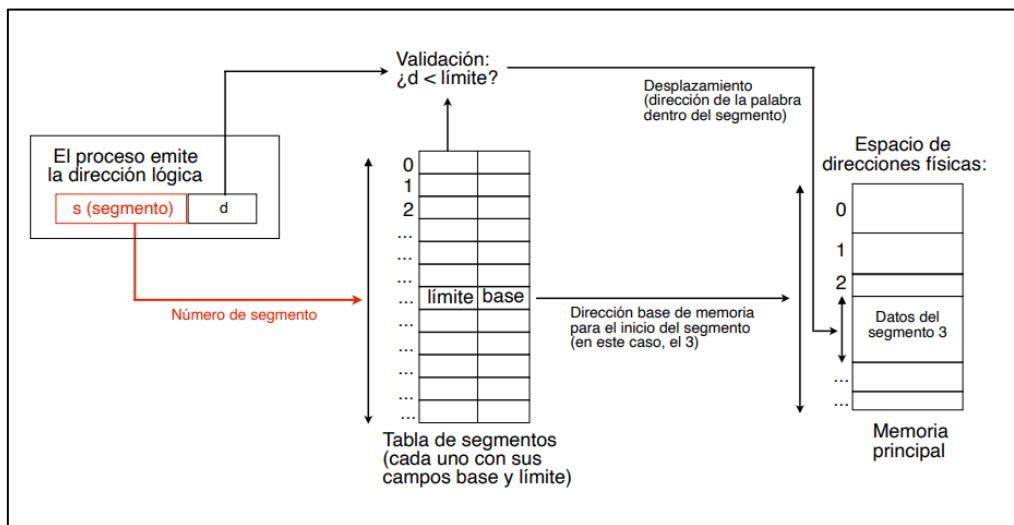 Validación:
¿d < límite?
Desplazamiento
(dirección de la palabra
dentro del segmento)
Espacio de
direcciones físicas:
El proceso emite
la dirección lógica
s (segmento)
d
Número de segmento
0
1
2
...
...
...
...
límite
base
...
...
...
...
...
Dirección base de memoria
para el inicio del segmento
(en este caso, el 3)
0
1
2
Datos del
segmento 3
...
...
Tabla de segmentos
(cada uno con sus
campos base y límite)
Memoria
principal